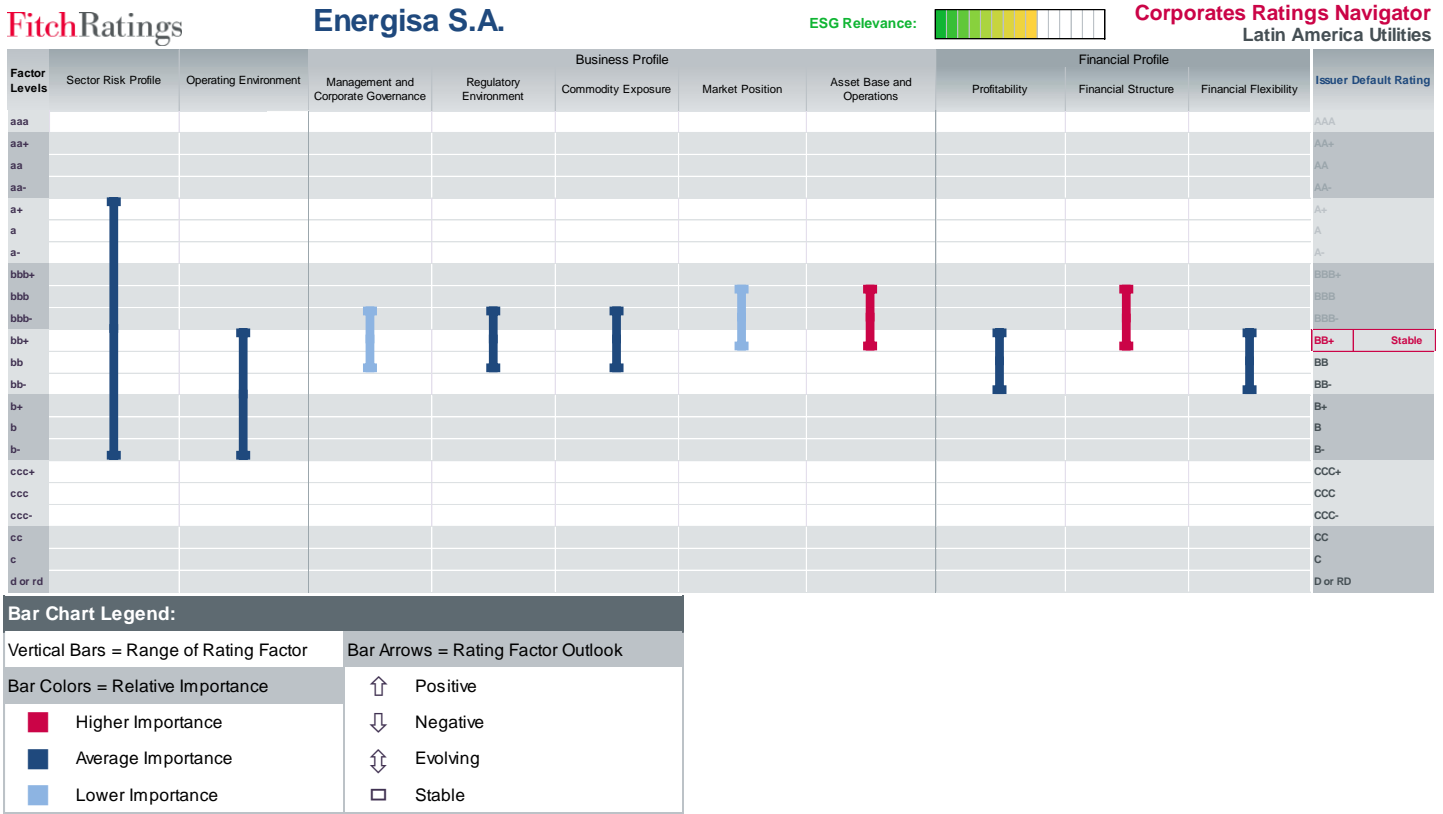 FitchRatings
Energisa S.A.
ESG Relevance:
Corporates Ratings Navigator
Latin America Utilities
Factor Levels
Sector Risk Profile
Operating Environment
Business Profile
Management and Corporate Governance
Regulatory Environment
Commodity Exposure
Market Position
Asset Base and Operations
Financial Profile
Profitability
Financial Structure
Financial Flexibility
Issuer Default Rating
aaa AAA
aa+ AA+
aa AA
aa- AA-
a+ A+
a A
a- A-
bbb+ BBB+
bbb BBB
bbb- BBB-
bb+ BB+ Stable
bb BB
bb- BB-
b+ B+
b B
b- B-
ccc+ CCC+
ccc CCC
ccc- CCC-
cc CC
c C
d or rd D or RD
Bar Chart Legend:
Vertical Bars = Range of Rating Factor
Bar Arrows = Rating Factor Outlook
Bar Colors = Relative Importance
Positive
Higher Importance
Negative
Average Importance
Evolving
Lower Importance
Stable